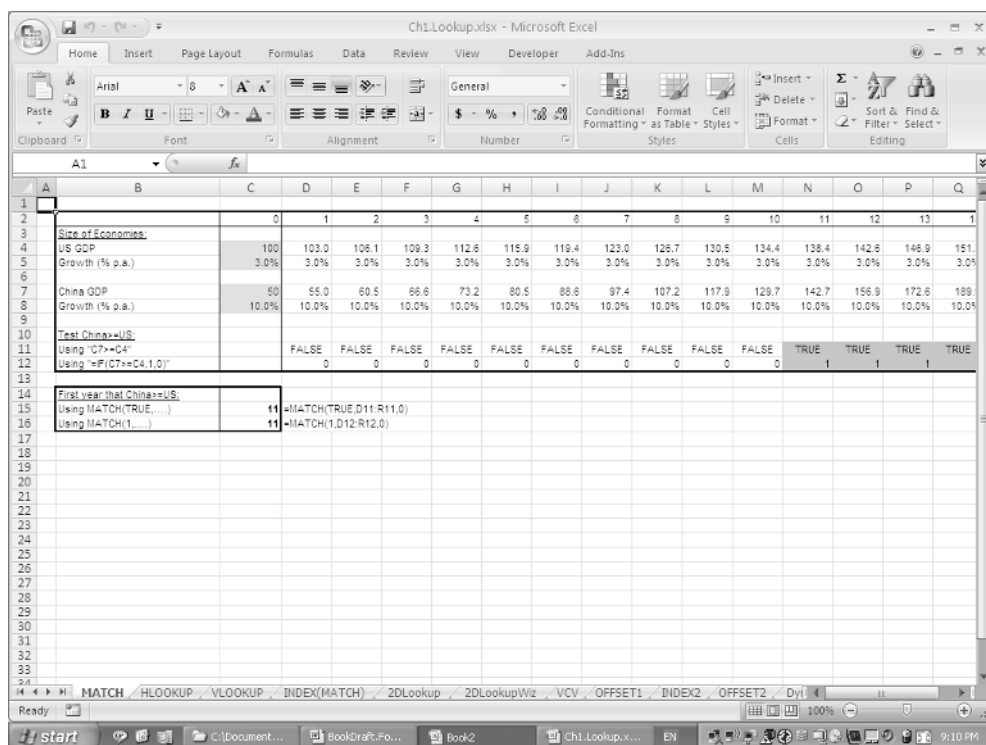 Ch1.Lookup.xlsx - Microsoft Excel
Home Insert Page Layout Formulas Data Review View Developer Add-Ins
Paste
Arial 8
B I U
General
$ % ,
Conditional Formatting
Format as Table
Cell Styles
Insert
Delete
Format
Σ
Sort & Filter
Find & Select
Clipboard Font Alignment Number Styles Cells Editing
A1 fx
A B C D E F G H I J K L M N O P Q
1
2 0 1 2 3 4 5 6 7 8 9 10 11 12 13 1
3 Size of Economies:
4 US GDP 100 103.0 106.1 109.3 112.6 115.9 119.4 123.0 126.7 130.5 134.4 138.4 142.6 146.9 151.
5 Growth (% p.a.) 3.0% 3.0% 3.0% 3.0% 3.0% 3.0% 3.0% 3.0% 3.0% 3.0% 3.0% 3.0% 3.0% 3.0% 3.0%
6
7 China GDP 50 55.0 60.5 66.6 73.2 80.5 88.6 97.4 107.2 117.9 129.7 142.7 156.9 172.6 189.
8 Growth (% p.a.) 10.0% 10.0% 10.0% 10.0% 10.0% 10.0% 10.0% 10.0% 10.0% 10.0% 10.0% 10.0% 10.0% 10.0% 10.0%
9
10 Test China>=US:
11 Using "C7>=C4" FALSE FALSE FALSE FALSE FALSE FALSE FALSE FALSE FALSE FALSE TRUE TRUE TRUE TRUE
12 Using "=IF(C7>=C4,1,0)" 0 0 0 0 0 0 0 0 0 0 1 1 1
13
14 First year that China>=US:
15 Using MATCH(TRUE,....) 11 =MATCH(TRUE,D11:R11,0)
16 Using MATCH(1,....) 11 =MATCH(1,D12:R12,0)
17
18
19
20
21
22
23
24
25
26
27
28
29
30
31
32
33
34
MATCH HLOOKUP VLOOKUP INDEX(MATCH) 2DLookup 2DLookupWiz VCV OFFSET1 INDEX2 OFFSET2 Dyi
Ready 100%
start C:\Document... BookDraft.Fo... Book2 Ch1.Lookup.x... EN 9:10 PM